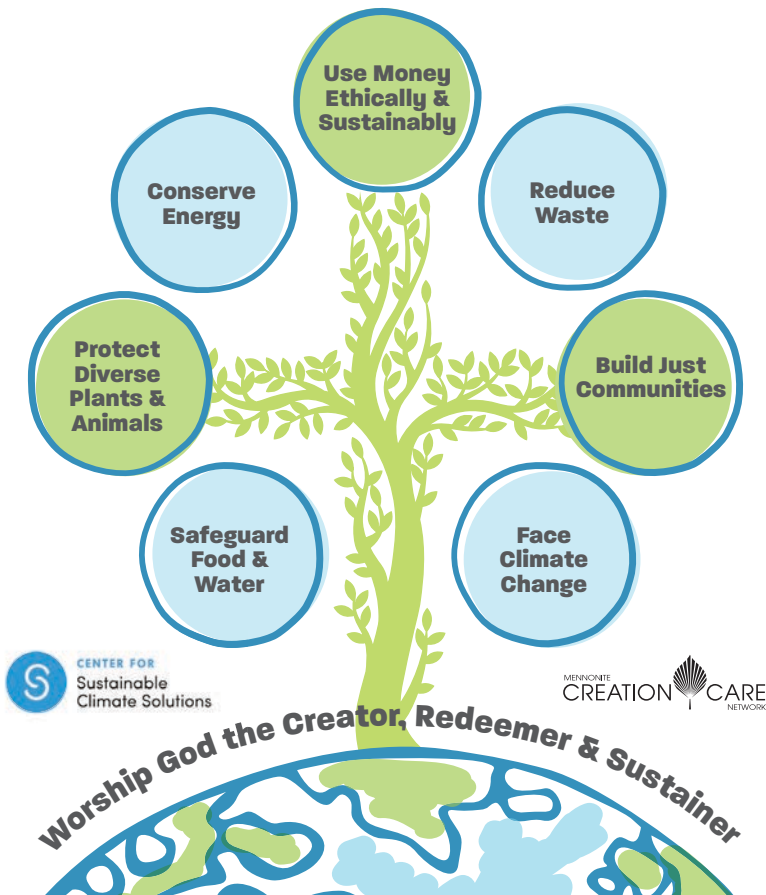 Use Money
Ethically &
Sustainably
Conserve
Energy
Reduce
Waste
Protect
Diverse
Plants &
Animals
Build Just
Communities
Safeguard
Food &
Water
Face
Climate
Change
S
CENTER FOR
Sustainable
Climate Solutions
MENNONITE
CREATION CARE
NETWORK
Worship God the Creator, Redeemer & Sustainer